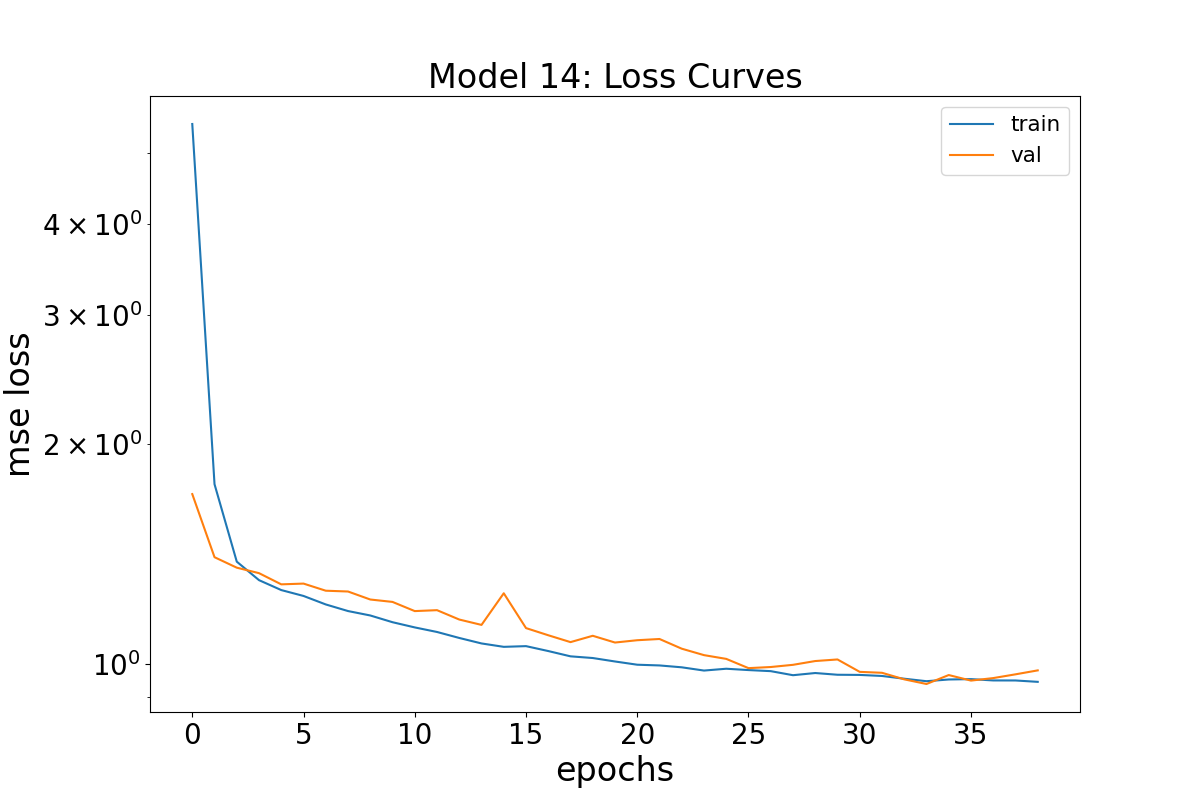 Model 14: Loss Curves
train
val
4 × 10⁰
3 × 10⁰
2 × 10⁰
10⁰
mse loss
0 5 10 15 20 25 30 35
epochs